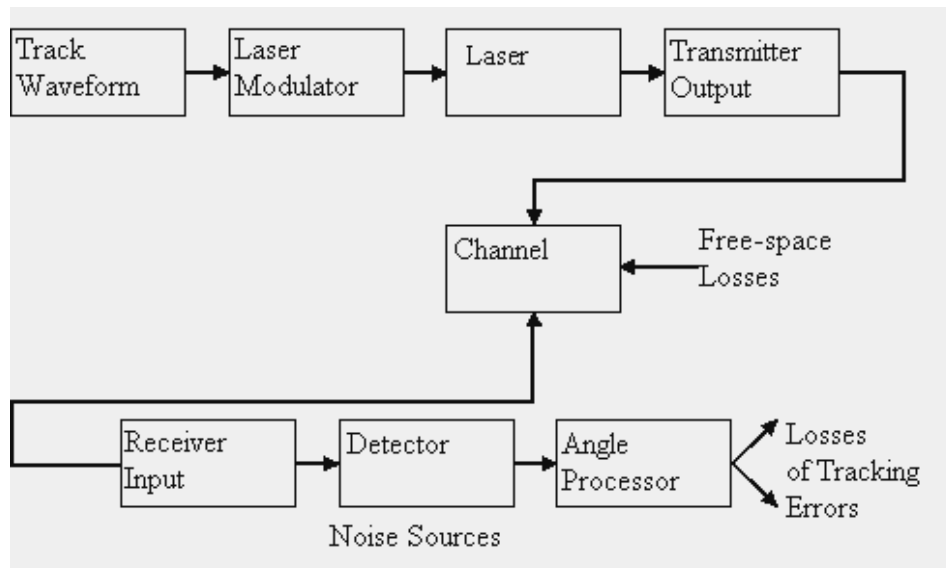 Track
Waveform
Laser
Modulator
Laser
Transmitter
Output
Channel
Free-space
Losses
Receiver
Input
Detector
Angle
Processor
Losses
of Tracking
Errors
Noise Sources